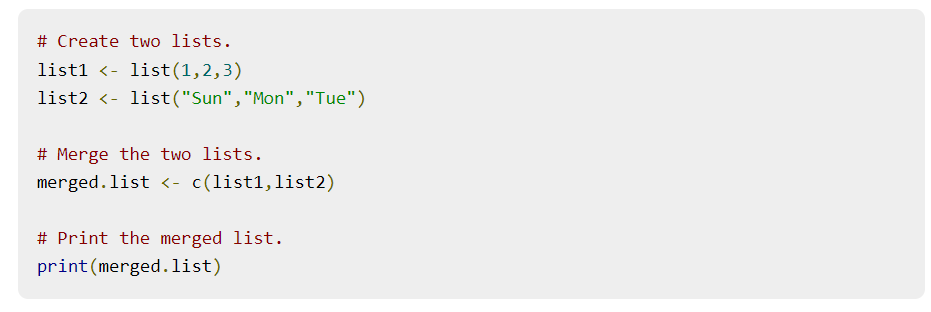 # Create two lists.
list1 <- list(1,2,3)
list2 <- list("Sun","Mon","Tue")
# Merge the two lists.
merged.list <- c(list1,list2)
# Print the merged list.
print(merged.list)